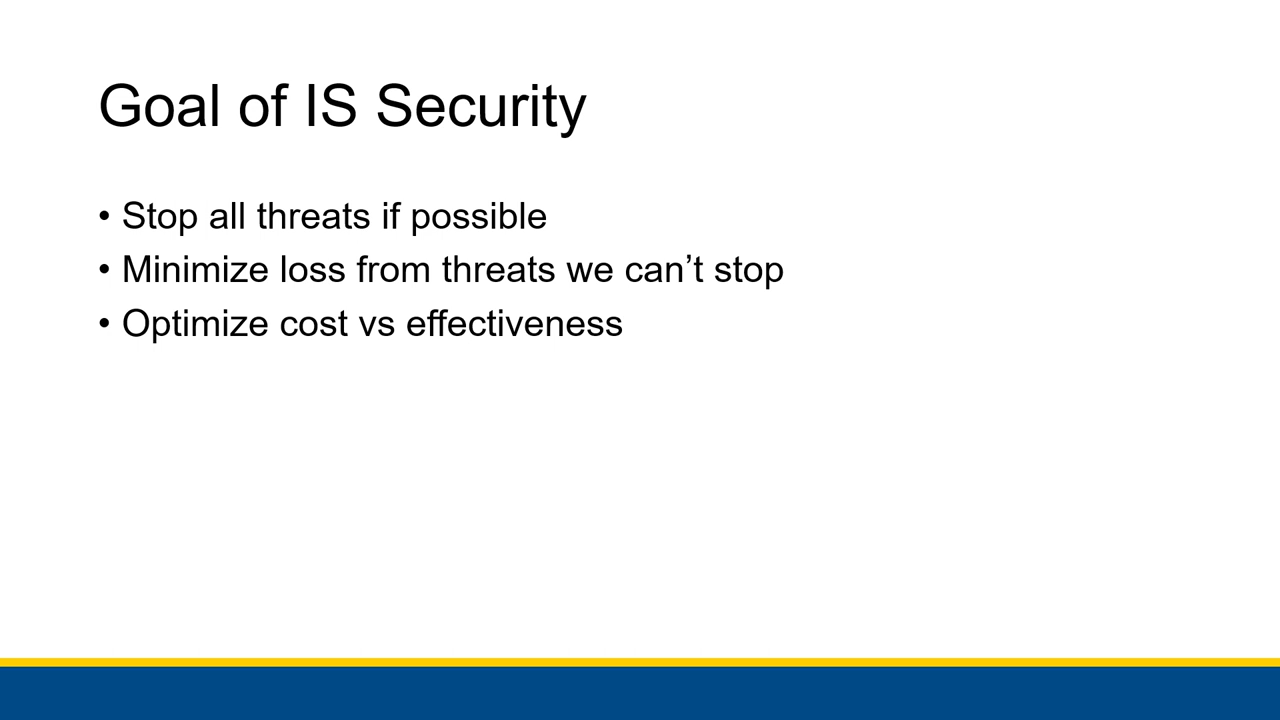 Goal of IS Security
• Stop all threats if possible
• Minimize loss from threats we can’t stop
• Optimize cost vs effectiveness